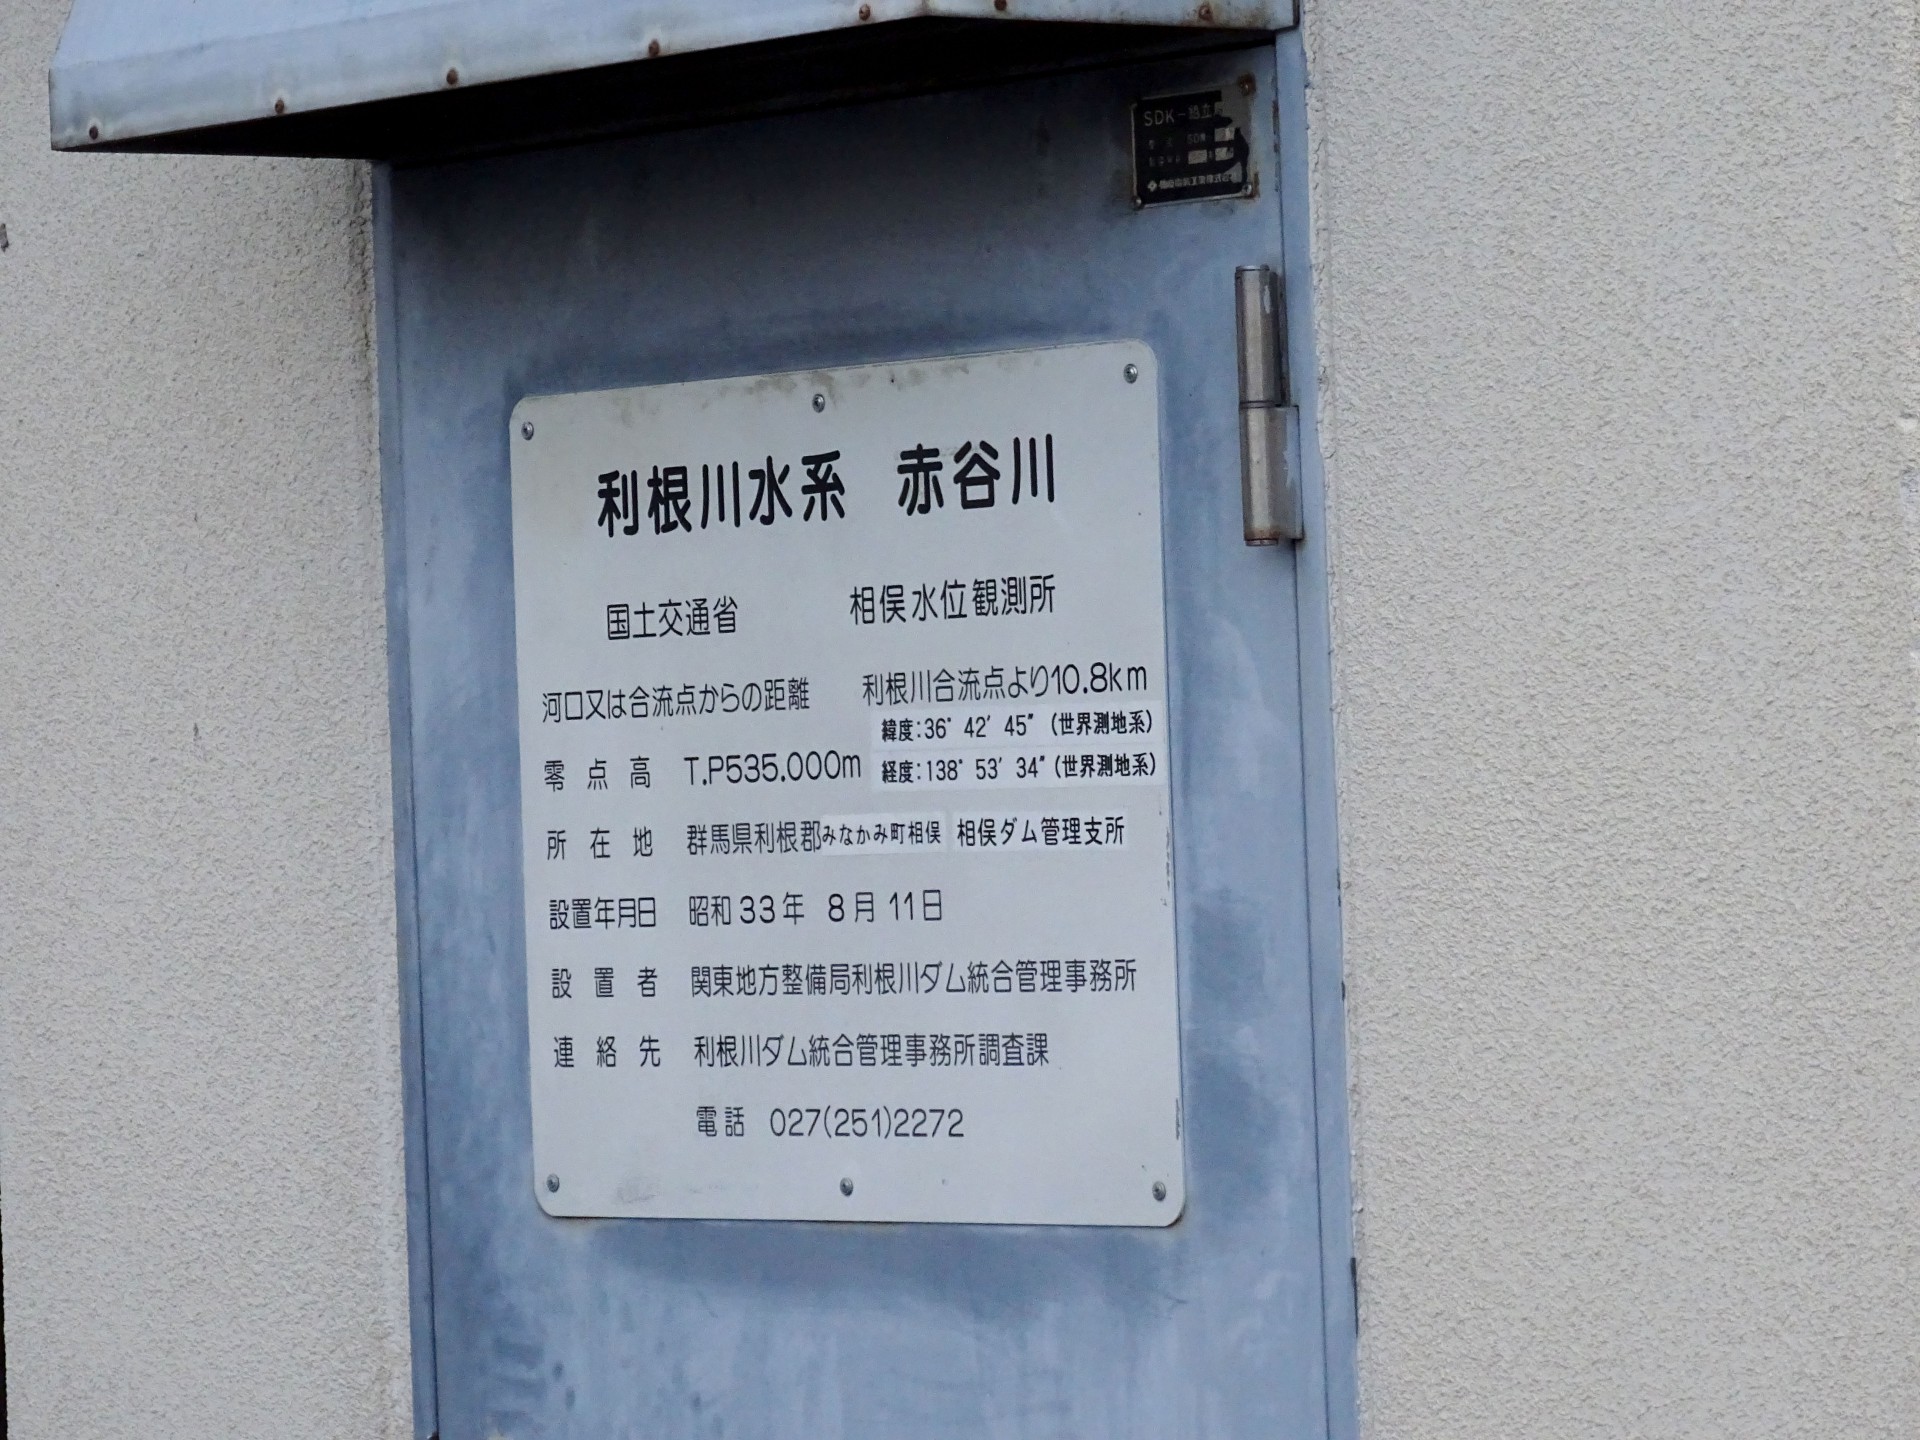 SDK-
利根川水系 赤谷川
国土交通省 相俣水位観測所
河口又は合流点からの距離 利根川合流点より10.8km
緯度:36° 42′ 45″ (世界測地系)
零点高 T.P535.000m 経度:138° 53′ 34″ (世界測地系)
所在地 群馬県利根郡みなかみ町相俣 相俣ダム管理支所
設置年月日 昭和33年 8月 11日
設置者 関東地方整備局利根川ダム統合管理事務所
連絡先 利根川ダム統合管理事務所調査課
電話 027(251)2272